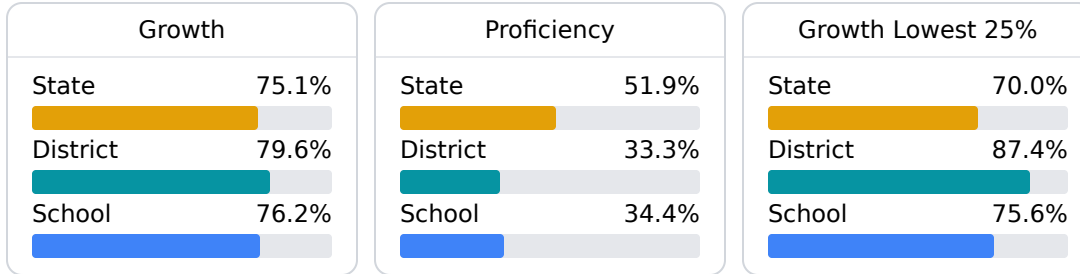 Growth
State 75.1%
District 79.6%
School 76.2%
Proficiency
State 51.9%
District 33.3%
School 34.4%
Growth Lowest 25%
State 70.0%
District 87.4%
School 75.6%